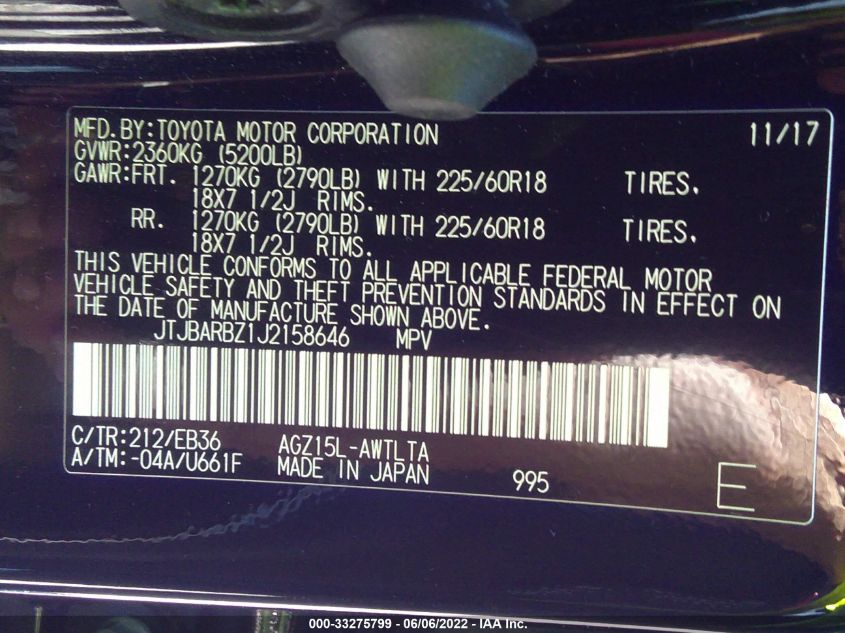 MFD.BY:TOYOTA MOTOR CORPORATION 11/17
GVWR:2360KG (5200LB)
GAWR:FRT. 1270KG (2790LB) WITH 225/60R18 TIRES.
18X7 1/2J RIMS.
RR. 1270KG (2790LB) WITH 225/60R18 TIRES.
18X7 1/2J RIMS.
THIS VEHICLE CONFORMS TO ALL APPLICABLE FEDERAL MOTOR
VEHICLE SAFETY AND THEFT PREVENTION STANDARDS IN EFFECT ON
THE DATE OF MANUFACTURE SHOWN ABOVE.
JTJBARBZ1J2158646 MPV
C/TR:212/EB36 AGZ15L-AWTLTA
A/TM:-04A/U661F MADE IN JAPAN 995 E
000-33275799 - 06/06/2022 - IAA Inc.